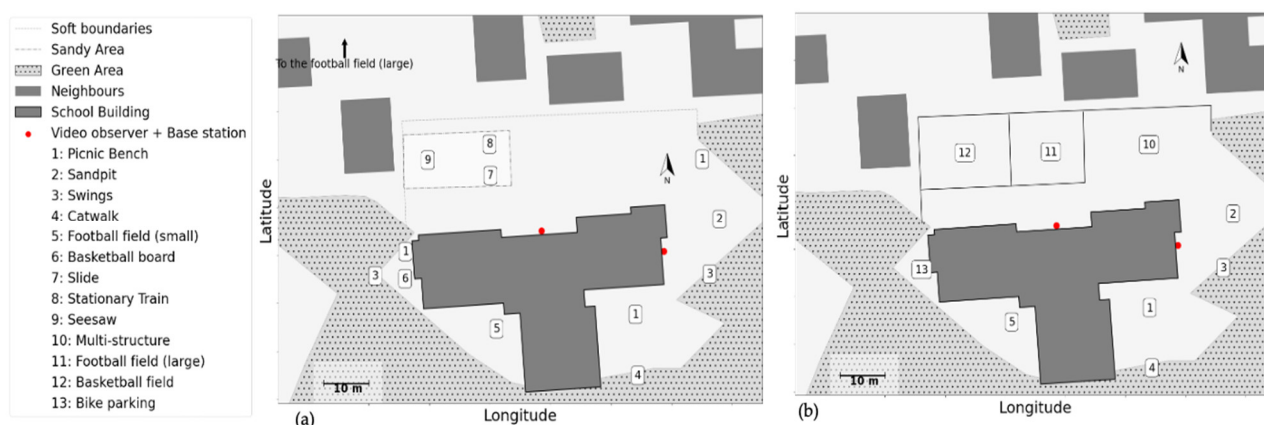 Soft boundaries
Sandy Area
Green Area
Neighbours
School Building
Video observer + Base station
1: Picnic Bench
2: Sandpit
3: Swings
4: Catwalk
5: Football field (small)
6: Basketball board
7: Slide
8: Stationary Train
9: Seesaw
10: Multi-structure
11: Football field (large)
12: Basketball field
13: Bike parking
Latitude
To the football field (large)
8
9
7
1
N
2
1
3
6
3
5
1
4
10 m
(a)
Longitude
Latitude
N
12
11
10
2
13
3
5
1
4
10 m
(b)
Longitude